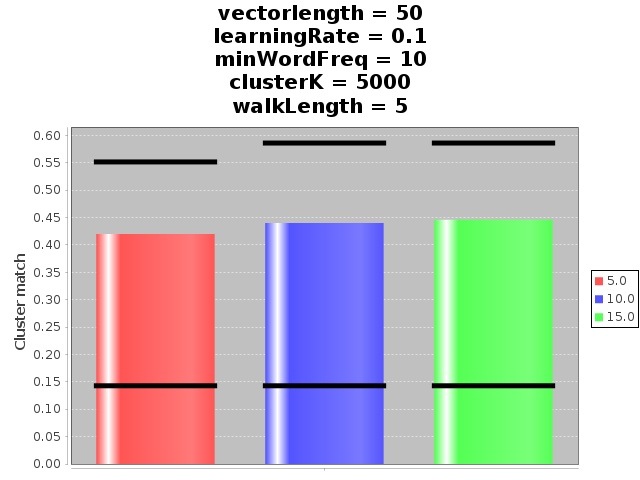 vectorlength = 50
learningRate = 0.1
minWordFreq = 10
clusterK = 5000
walkLength = 5
0.60
0.55
0.50
0.45
0.40
0.35
0.30
0.25
0.20
0.15
0.10
0.05
0.00
Cluster match
5.0
10.0
15.0